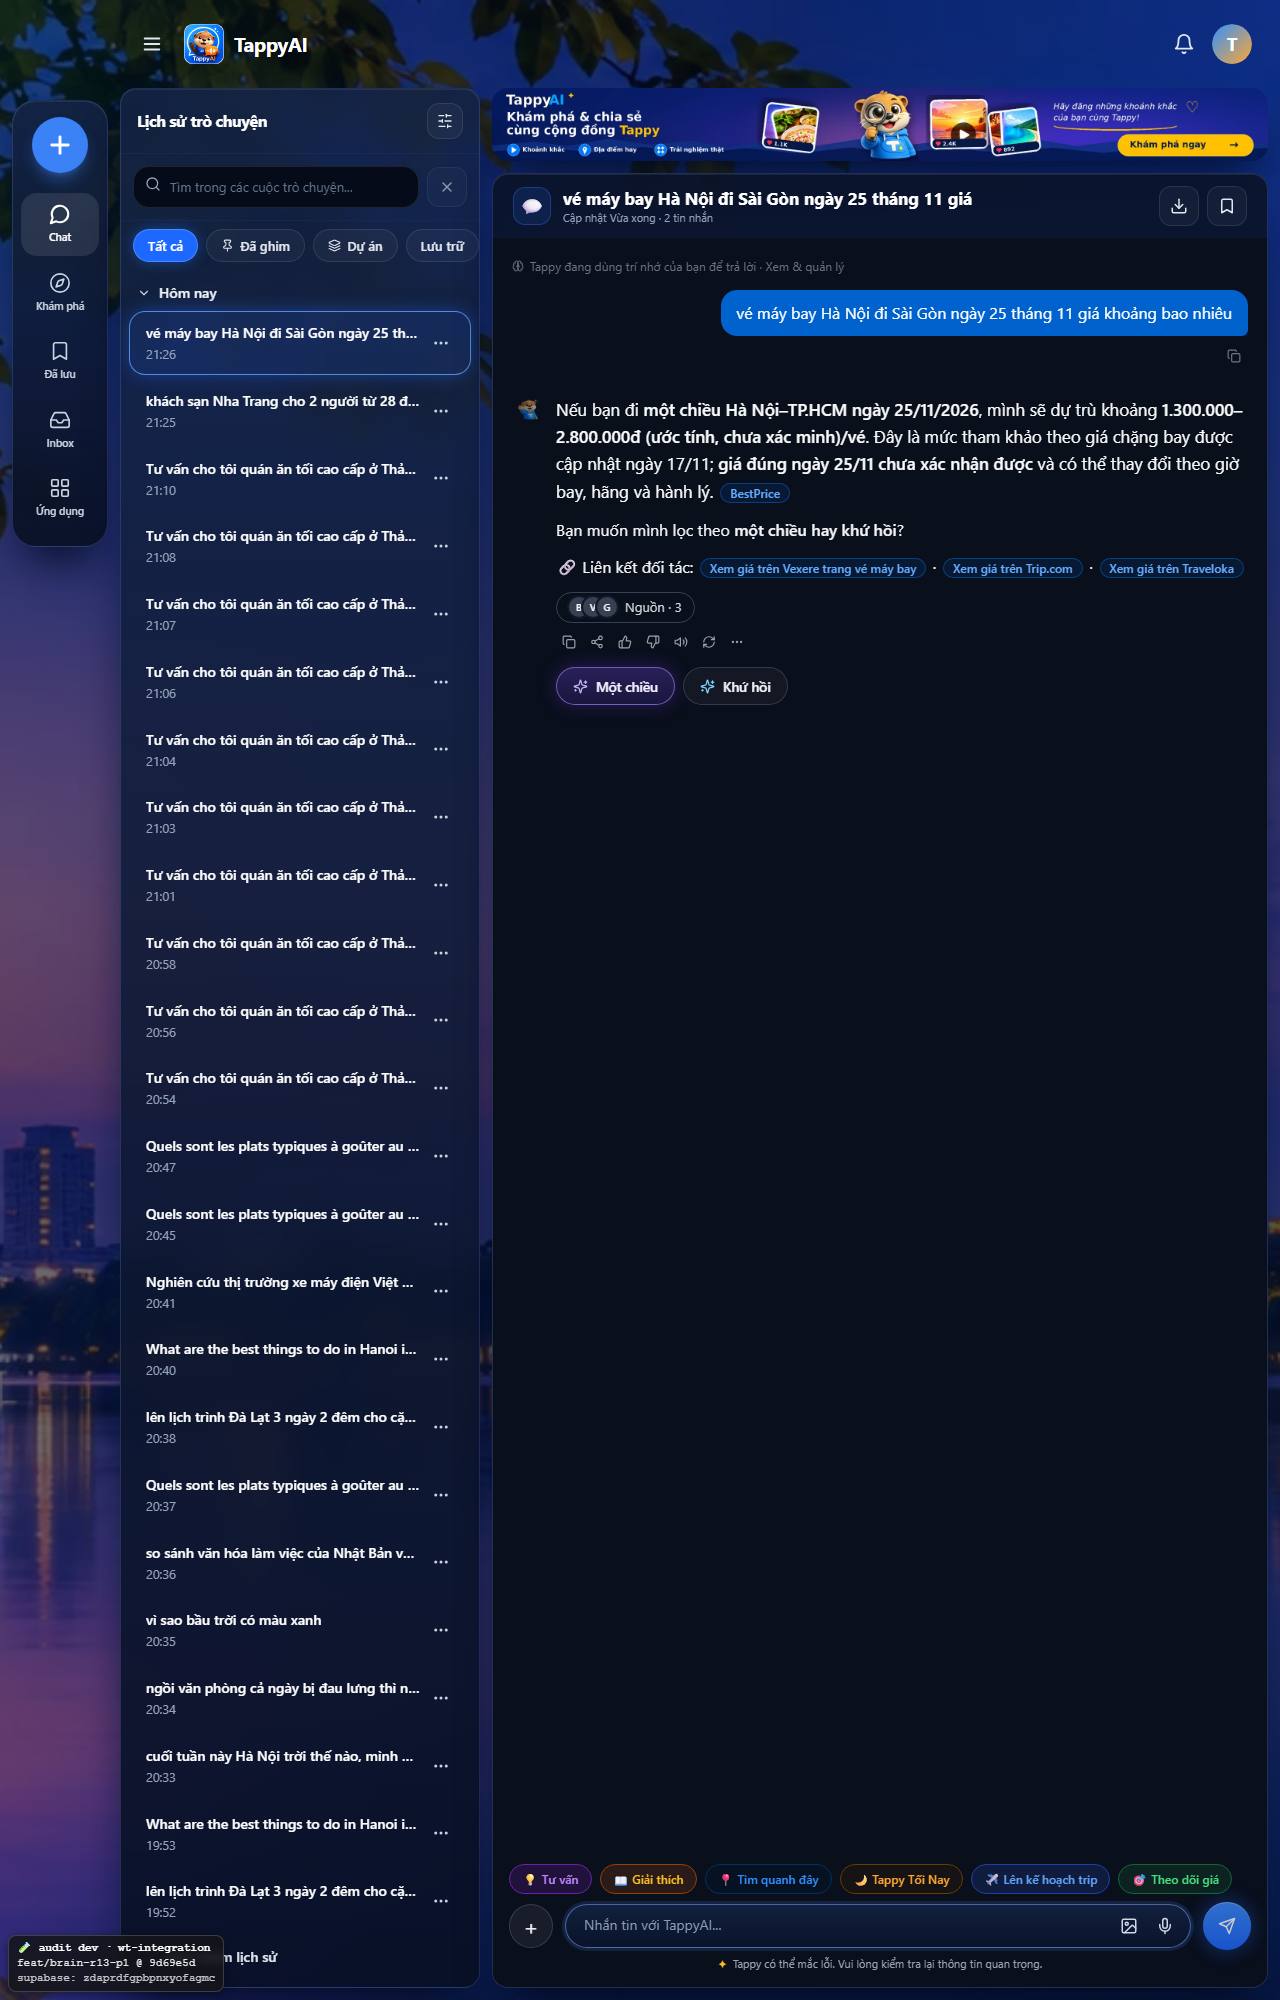 TappyAI
T
Chat
Khám phá
Đã lưu
Inbox
Ứng dụng
Lịch sử trò chuyện
Tìm trong các cuộc trò chuyện...
Tất cả
Đã ghim
Dự án
Lưu trữ
Hôm nay
vé máy bay Hà Nội đi Sài Gòn ngày 25 th...
21:26
khách sạn Nha Trang cho 2 người từ 28 đ...
21:25
Tư vấn cho tôi quán ăn tối cao cấp ở Thả...
21:10
Tư vấn cho tôi quán ăn tối cao cấp ở Thả...
21:08
Tư vấn cho tôi quán ăn tối cao cấp ở Thả...
21:07
Tư vấn cho tôi quán ăn tối cao cấp ở Thả...
21:06
Tư vấn cho tôi quán ăn tối cao cấp ở Thả...
21:04
Tư vấn cho tôi quán ăn tối cao cấp ở Thả...
21:03
Tư vấn cho tôi quán ăn tối cao cấp ở Thả...
21:01
Tư vấn cho tôi quán ăn tối cao cấp ở Thả...
20:58
Tư vấn cho tôi quán ăn tối cao cấp ở Thả...
20:56
Tư vấn cho tôi quán ăn tối cao cấp ở Thả...
20:54
Quels sont les plats typiques à goûter au ...
20:47
Quels sont les plats typiques à goûter au ...
20:45
Nghiên cứu thị trường xe máy điện Việt ...
20:41
What are the best things to do in Hanoi i...
20:40
lên lịch trình Đà Lạt 3 ngày 2 đêm cho cặ...
20:38
Quels sont les plats typiques à goûter au ...
20:37
so sánh văn hóa làm việc của Nhật Bản v...
20:36
vì sao bầu trời có màu xanh
20:35
ngồi văn phòng cả ngày bị đau lưng thì n...
20:34
cuối tuần này Hà Nội trời thế nào, mình ...
20:33
What are the best things to do in Hanoi i...
19:53
lên lịch trình Đà Lạt 3 ngày 2 đêm cho cặ...
19:52
m lịch sử
audit dev · wt-integration
feat/brain-r13-p1 @ 9d69e5d
supabase: zdaprdfgpbpnxyofagmc
TappyAI
Khám phá & chia sẻ
cùng cộng đồng Tappy
Khoảnh khắc
Địa điểm hay
Trải nghiệm thật
1.1K
2.4K
892
Hãy đăng những khoảnh khắc
của bạn cùng Tappy!
Khám phá ngay →
vé máy bay Hà Nội đi Sài Gòn ngày 25 tháng 11 giá
Cập nhật Vừa xong · 2 tin nhắn
Tappy đang dùng trí nhớ của bạn để trả lời · Xem & quản lý
vé máy bay Hà Nội đi Sài Gòn ngày 25 tháng 11 giá khoảng bao nhiêu
Nếu bạn đi một chiều Hà Nội–TP.HCM ngày 25/11/2026, mình sẽ dự trù khoảng 1.300.000–
2.800.000đ (ước tính, chưa xác minh)/vé. Đây là mức tham khảo theo giá chặng bay được
cập nhật ngày 17/11; giá đúng ngày 25/11 chưa xác nhận được và có thể thay đổi theo giờ
bay, hãng và hành lý. BestPrice
Bạn muốn mình lọc theo một chiều hay khứ hồi?
Liên kết đối tác: Xem giá trên Vexere trang vé máy bay · Xem giá trên Trip.com · Xem giá trên Traveloka
B V G Nguồn · 3
Một chiều
Khứ hồi
Tư vấn
Giải thích
Tìm quanh đây
Tappy Tối Nay
Lên kế hoạch trip
Theo dõi giá
Nhắn tin với TappyAI...
Tappy có thể mắc lỗi. Vui lòng kiểm tra lại thông tin quan trọng.